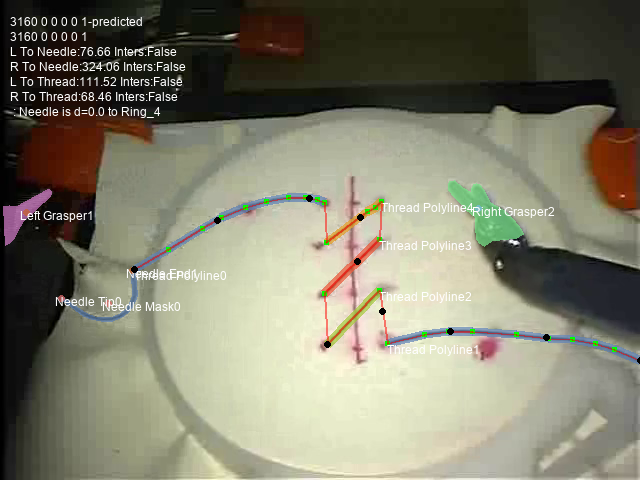 3160 0 0 0 0 1-predicted
3160 0 0 0 0 1
L To Needle:76.66 Inters:False
R To Needle:324.06 Inters:False
L To Thread:111.52 Inters:False
R To Thread:68.46 Inters:False
: Needle is d=0.0 to Ring_4
Thread Polyline4
Right Grasper2
Left Grasper1
Thread Polyline3
Needle End1
Thread Polyline0
Thread Polyline2
Needle Tip0
Needle Mask0
Thread Polyline1